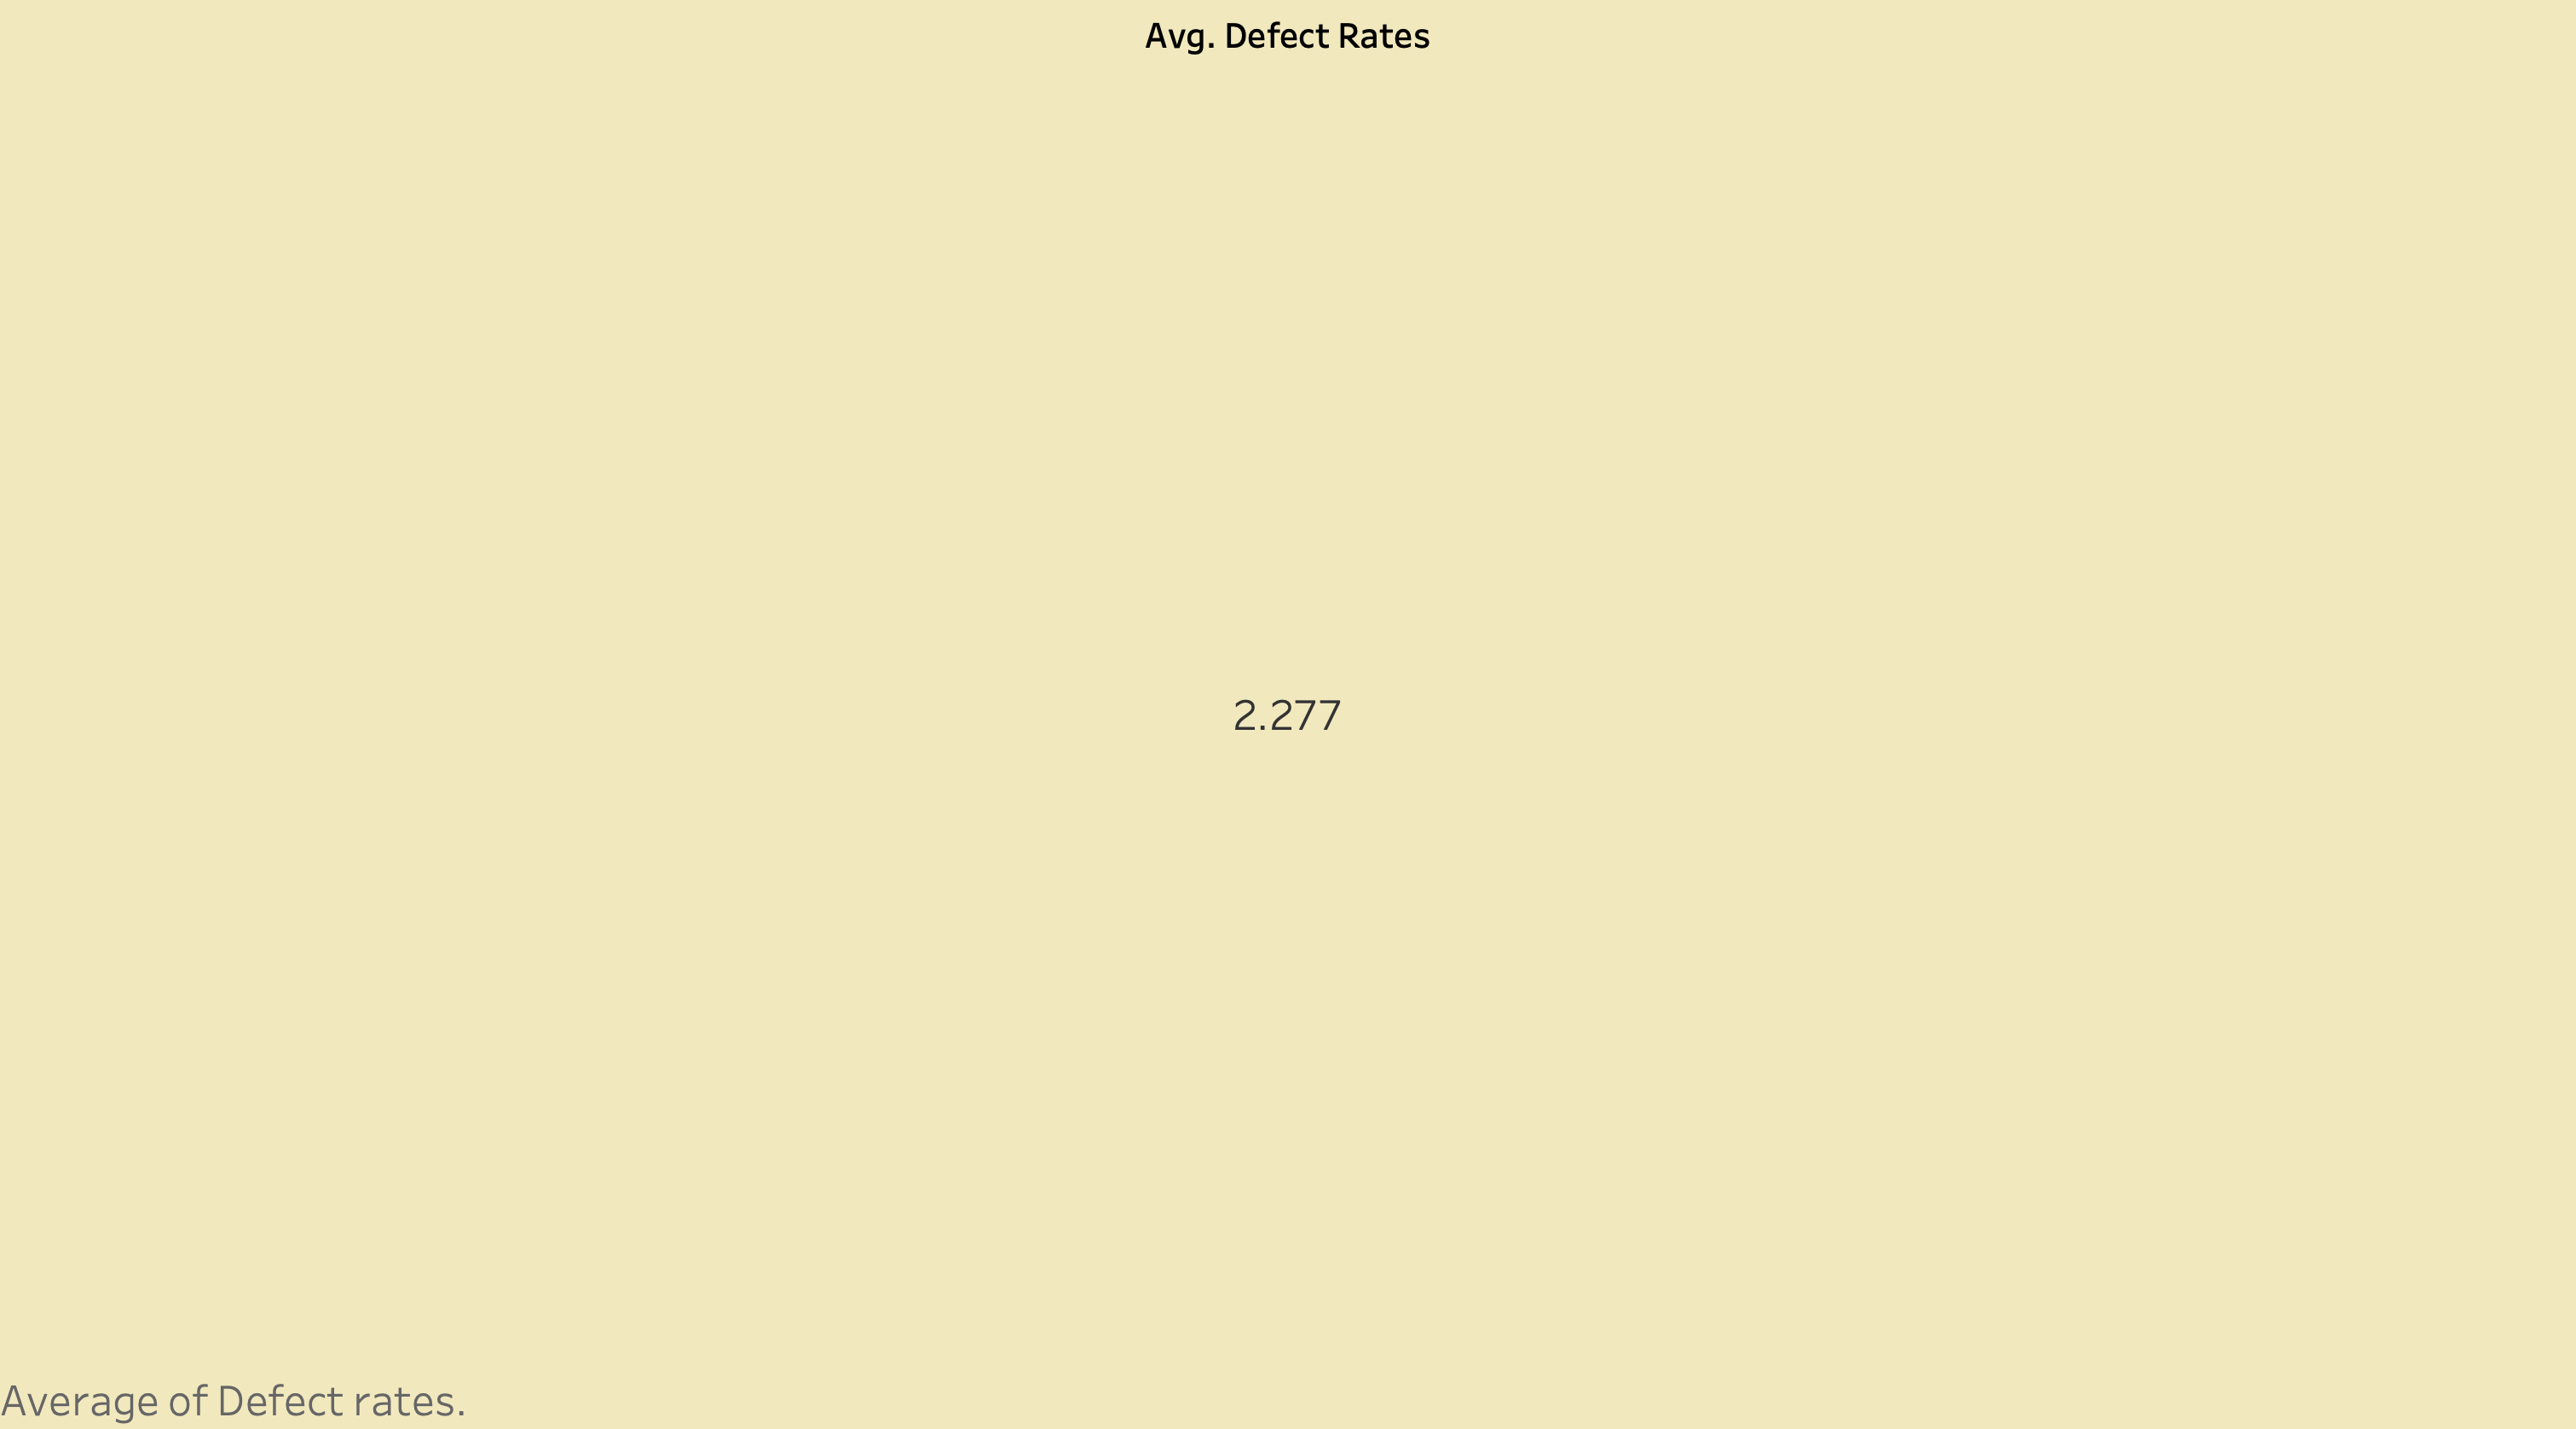 Avg. Defect Rates
2.277
Average of Defect rates.